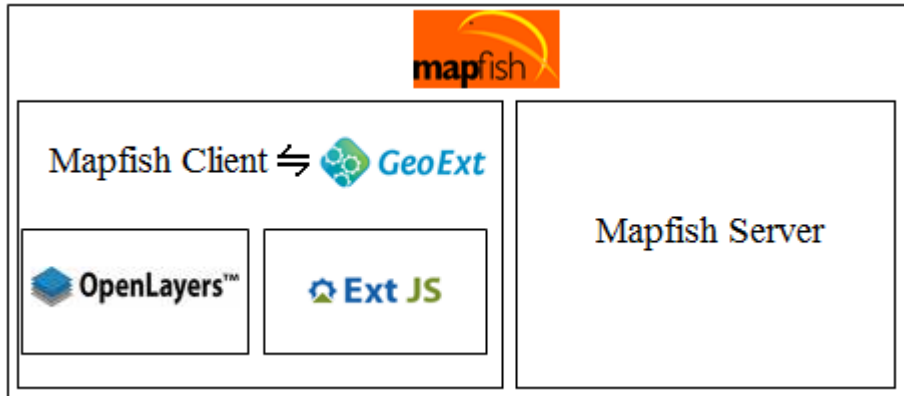 mapfish
Mapfish Client ⇋ GeoExt
OpenLayers™
Ext JS
Mapfish Server